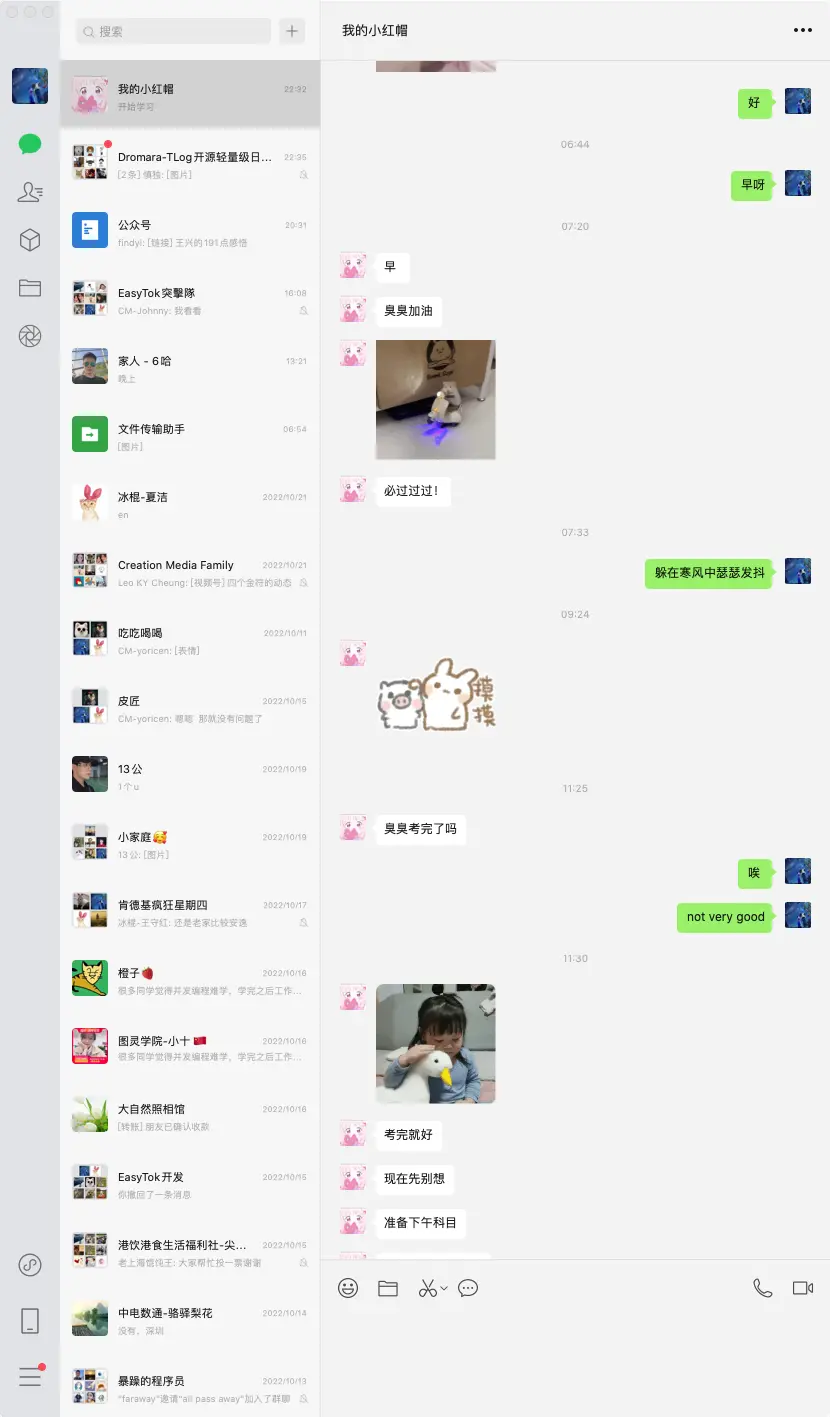 搜索
我的小红帽
22:32
开始学习
Dromara-TLog开源轻量级日...
22:35
[2条] 慎独: [图片]
公众号
20:31
findyi: [链接] 王兴的191点感悟
EasyTok突擊隊
16:08
CM-Johnny: 我看看
家人 - 6哈
13:21
晚上
文件传输助手
06:54
[图片]
冰棍-夏洁
2022/10/21
en
Creation Media Family
2022/10/21
Leo KY Cheung: [视频号] 四个金符的动态
吃吃喝喝
2022/10/11
CM-yoricen: [表情]
皮匠
2022/10/15
CM-yoricen: 嗯嗯 那就没有问题了
13公
2022/10/19
1个u
小家庭🥰
2022/10/19
13公: [图片]
肯德基疯狂星期四
2022/10/17
冰棍-王守红: 还是老家比较安逸
橙子🍓
2022/10/16
很多同学觉得并发编程难学，学完之后工作...
图灵学院-小十 🇨🇳
2022/10/16
很多同学觉得并发编程难学，学完之后工作...
大自然照相馆
2022/10/16
[转账] 朋友已确认收款
EasyTok开发
2022/10/15
你撤回了一条消息
港饮港食生活福利社-尖...
2022/10/15
老上海馄饨王: 大家帮忙投一票谢谢
中电数通-骆驿梨花
2022/10/14
没有，深圳
暴躁的程序员
2022/10/13
"faraway"邀请"all pass away"加入了群聊
我的小红帽
好
06:44
早呀
07:20
早
臭臭加油
必过过过！
07:33
躲在寒风中瑟瑟发抖
09:24
摸
摸
11:25
臭臭考完了吗
唉
not very good
11:30
考完就好
现在先别想
准备下午科目